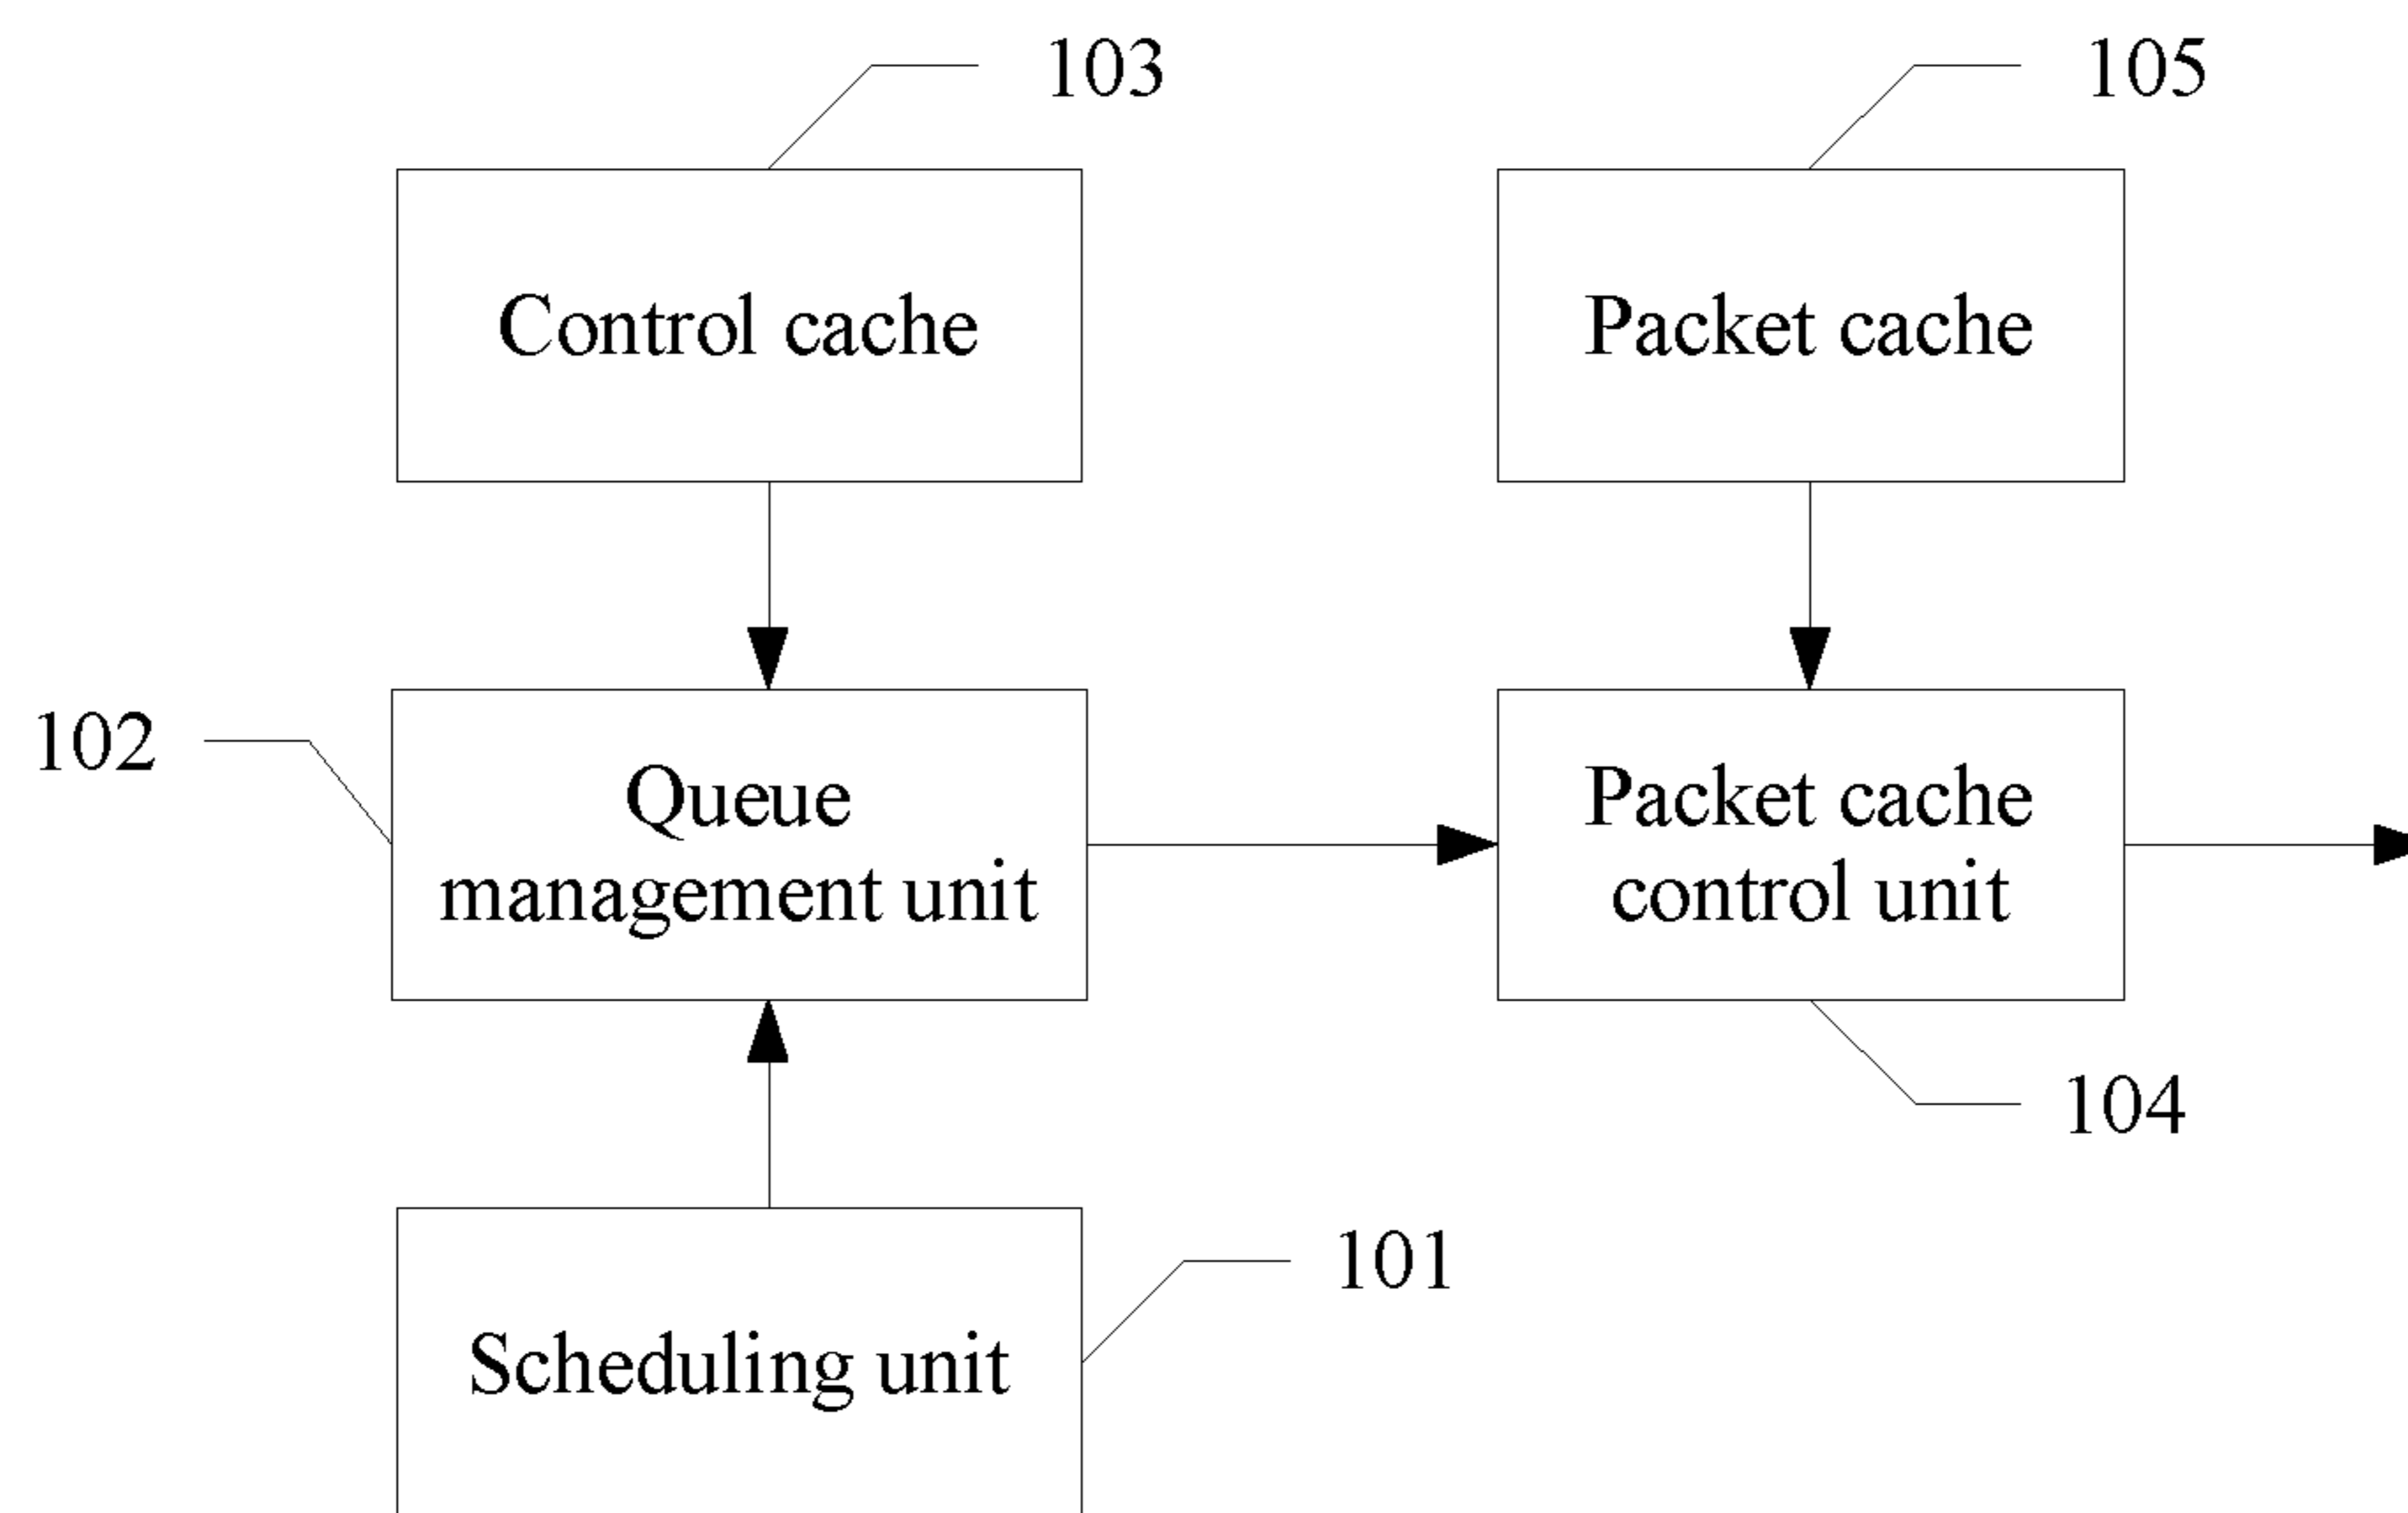 103
105
Control cache
Packet cache
102
Queue
management unit
Packet cache
control unit
104
101
Scheduling unit